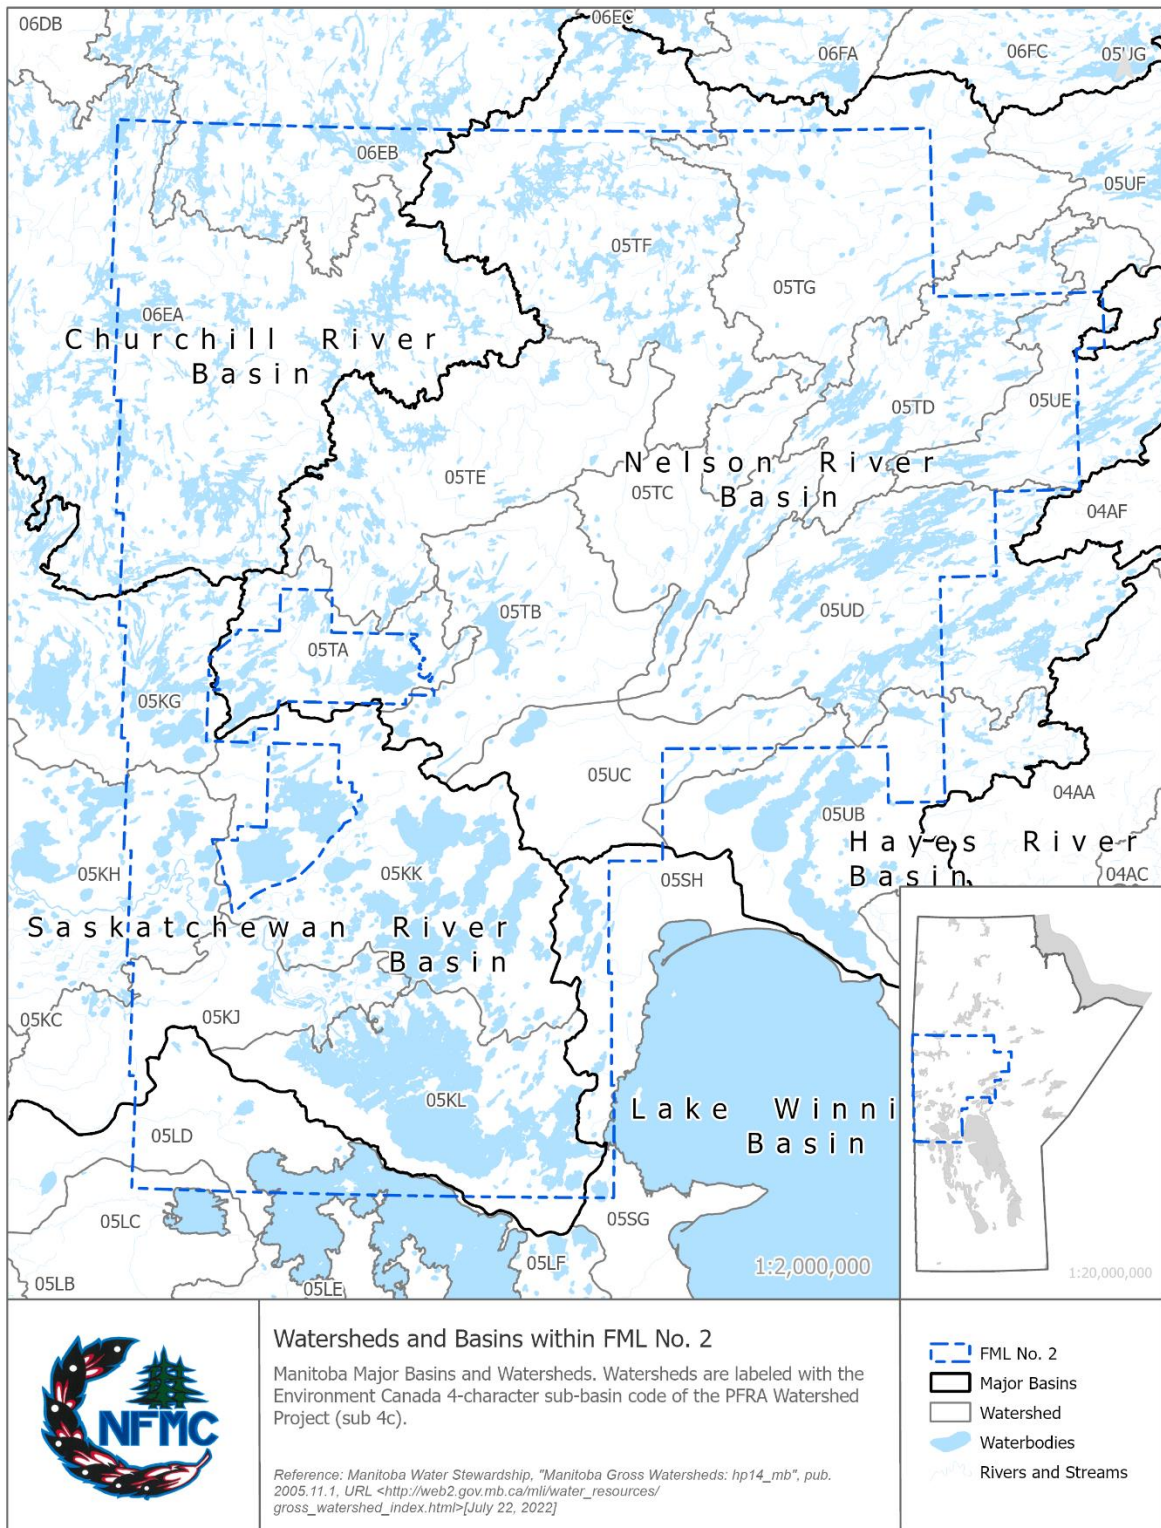 06DB
06EC
06FA
06FC
05UG
06EB
05UF
05TF
05TG
06EA
Churchill River
Basin
05TD
05UE
Nelson River
Basin
05TE
05TC
04AF
05TB
05UD
05TA
05KG
05UC
04AA
05UB
Hayes River
Basin
05KH
05KK
05SH
04AC
Saskatchewan River
Basin
05KC
05KJ
05KL
Lake Winni
Basin
05LD
05LC
05SG
05LF
05LB
05LE
1:2,000,000
1:20,000,000
NFMC
Watersheds and Basins within FML No. 2
Manitoba Major Basins and Watersheds. Watersheds are labeled with the
Environment Canada 4-character sub-basin code of the PFRA Watershed
Project (sub 4c).
Reference: Manitoba Water Stewardship, "Manitoba Gross Watersheds: hp14_mb", pub.
2005.11.1, URL <http://web2.gov.mb.ca/mli/water_resources/
gross_watershed_index.html>[July 22, 2022]
FML No. 2
Major Basins
Watershed
Waterbodies
Rivers and Streams